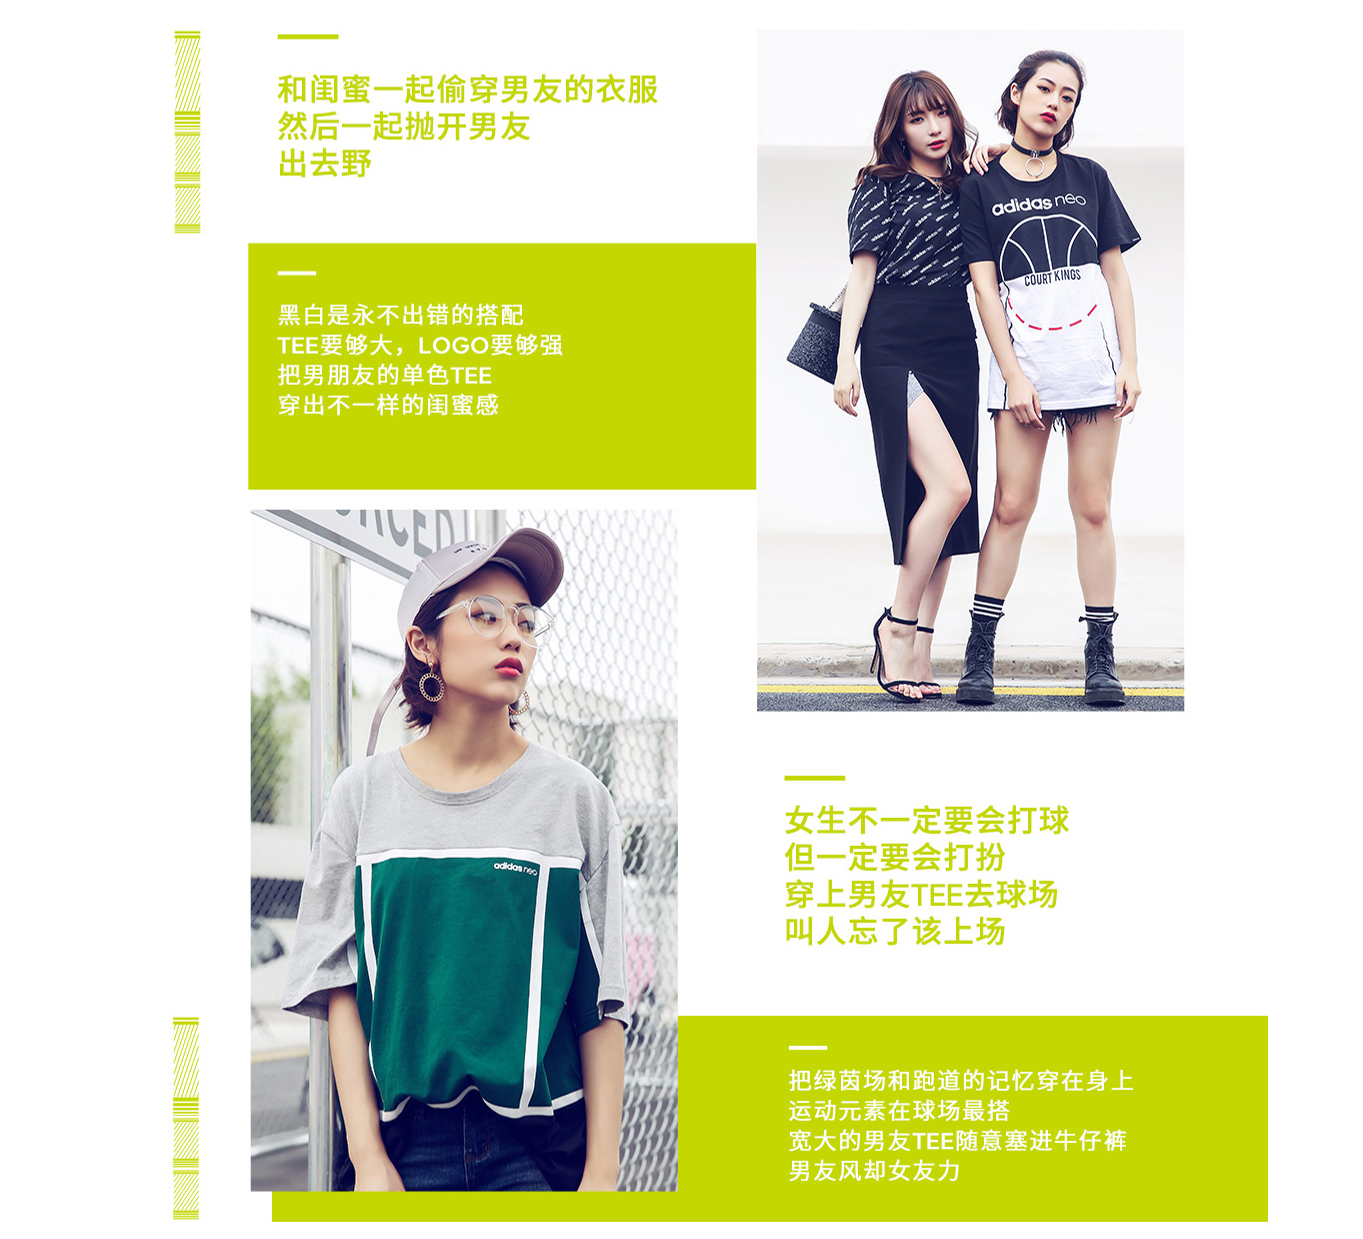 和闺蜜一起偷穿男友的衣服
然后一起抛开男友
出去野
黑白是永不出错的搭配
TEE要够大，LOGO要够强
把男朋友的单色TEE
穿出不一样的闺蜜感
adidas neo
COURT KINGS
adidas neo
女生不一定要会打球
但一定要会打扮
穿上男友TEE去球场
叫人忘了该上场
把绿茵场和跑道的记忆穿在身上
运动元素在球场最搭
宽大的男友TEE随意塞进牛仔裤
男友风却女友力